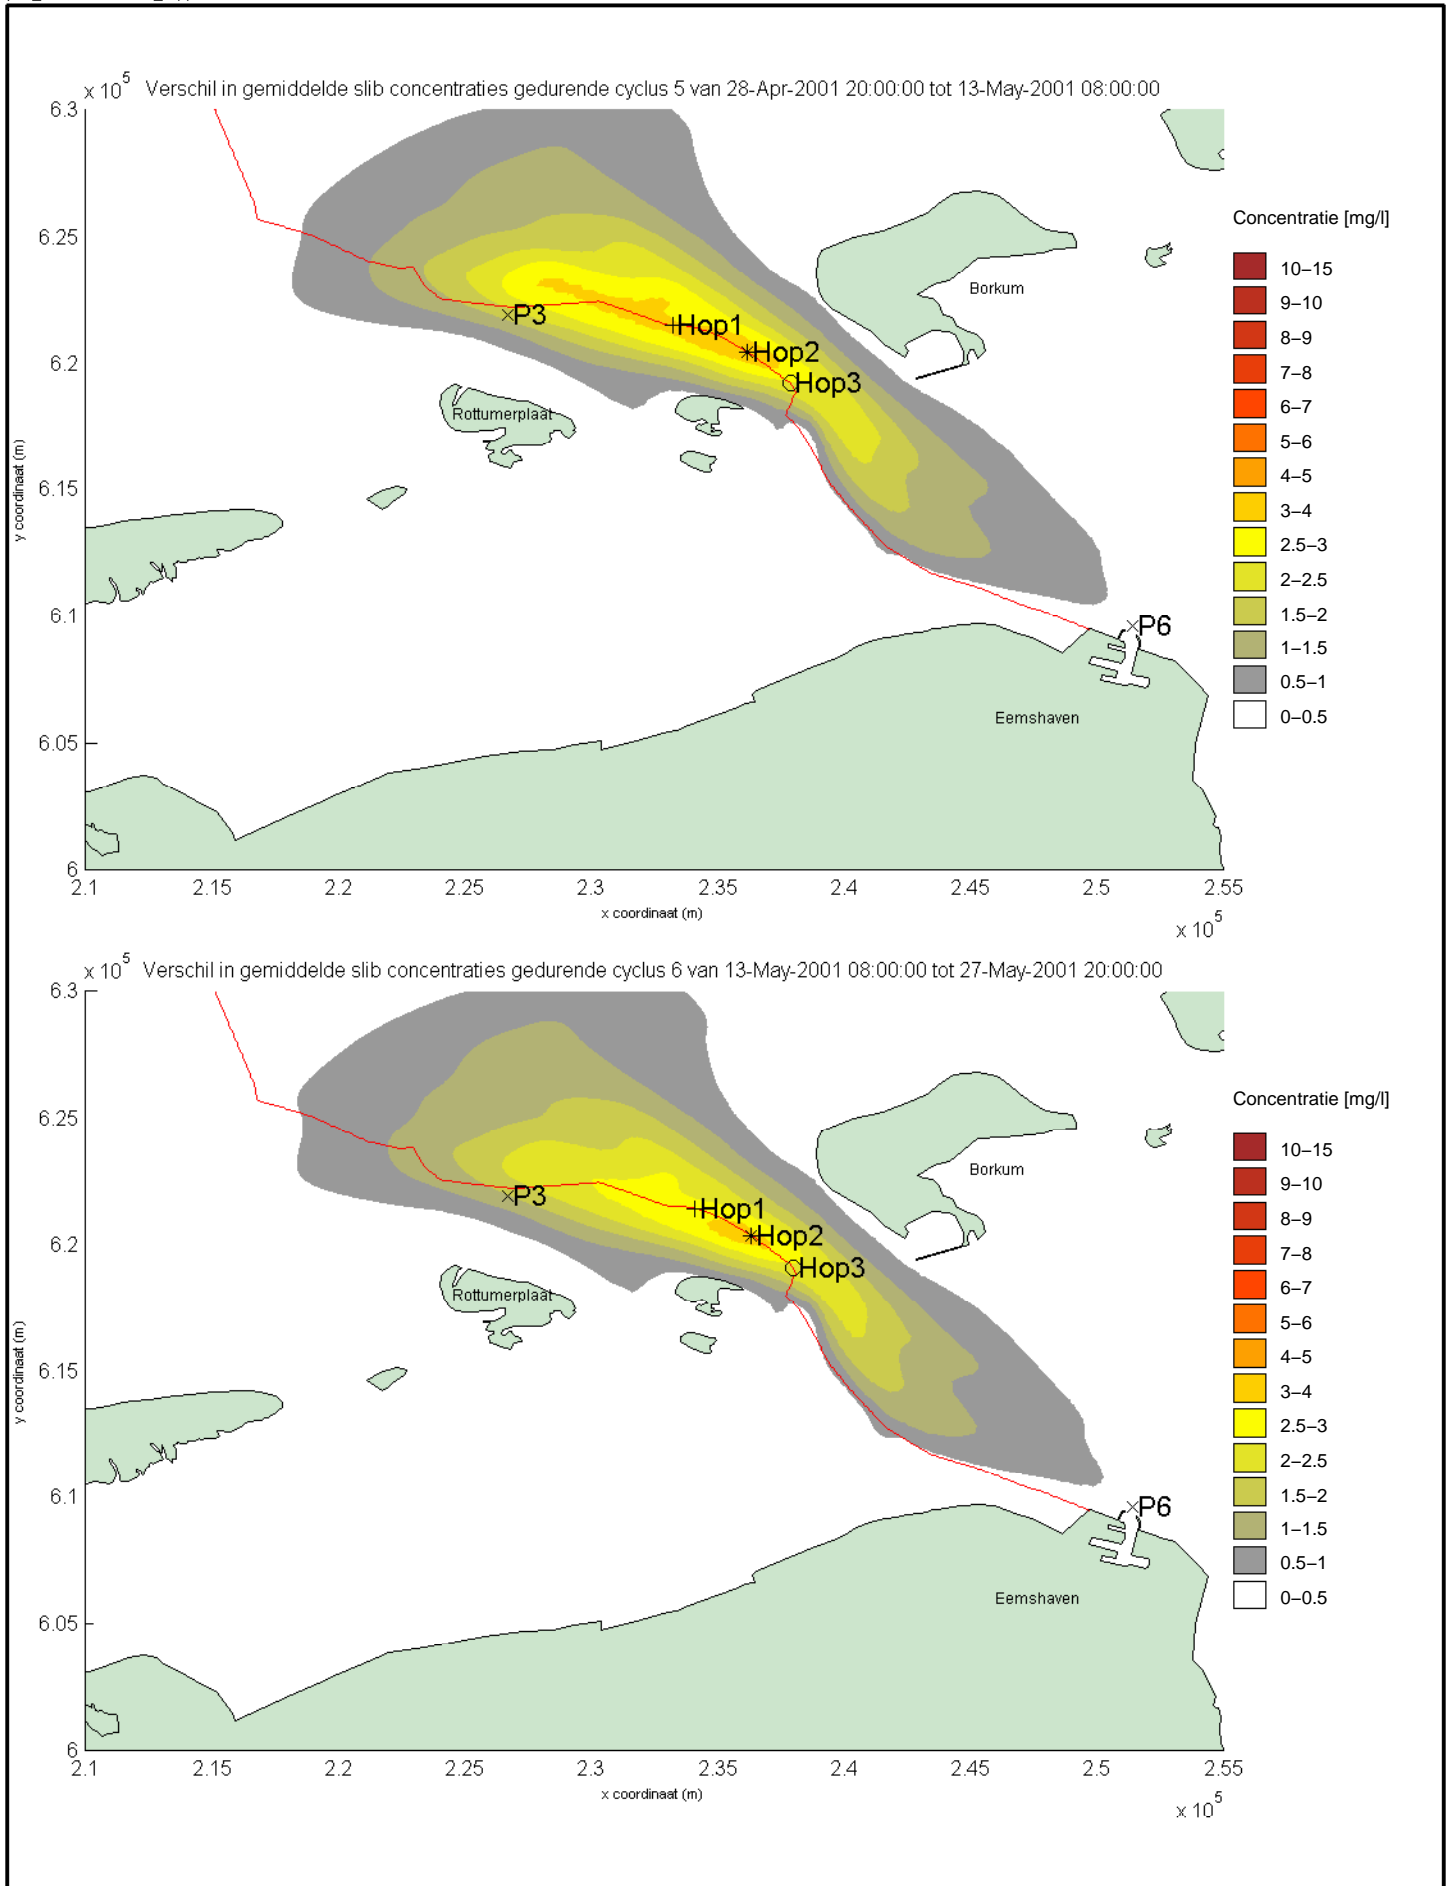 x 10
5
Verschil in gemiddelde slib concentraties gedurende cyclus 5 van 28-Apr-2001 20:00:00 tot 13-May-2001 08:00:00
6.3
6.25
6.2
6.15
6.1
6.05
6
y coordinaat (m)
P3
Hop1
Hop2
Hop3
P6
Borkum
Rottumerplaat
Eemshaven
2.1 2.15 2.2 2.25 2.3 2.35 2.4 2.45 2.5 2.55
x coordinaat (m)
x 10
5
Concentratie [mg/l]
10–15
9–10
8–9
7–8
6–7
5–6
4–5
3–4
2.5–3
2–2.5
1.5–2
1–1.5
0.5–1
0–0.5
x 10
5
Verschil in gemiddelde slib concentraties gedurende cyclus 6 van 13-May-2001 08:00:00 tot 27-May-2001 20:00:00
6.3
6.25
6.2
6.15
6.1
6.05
6
y coordinaat (m)
P3
Hop1
Hop2
Hop3
P6
Borkum
Rottumerplaat
Eemshaven
2.1 2.15 2.2 2.25 2.3 2.35 2.4 2.45 2.5 2.55
x coordinaat (m)
x 10
5
Concentratie [mg/l]
10–15
9–10
8–9
7–8
6–7
5–6
4–5
3–4
2.5–3
2–2.5
1.5–2
1–1.5
0.5–1
0–0.5